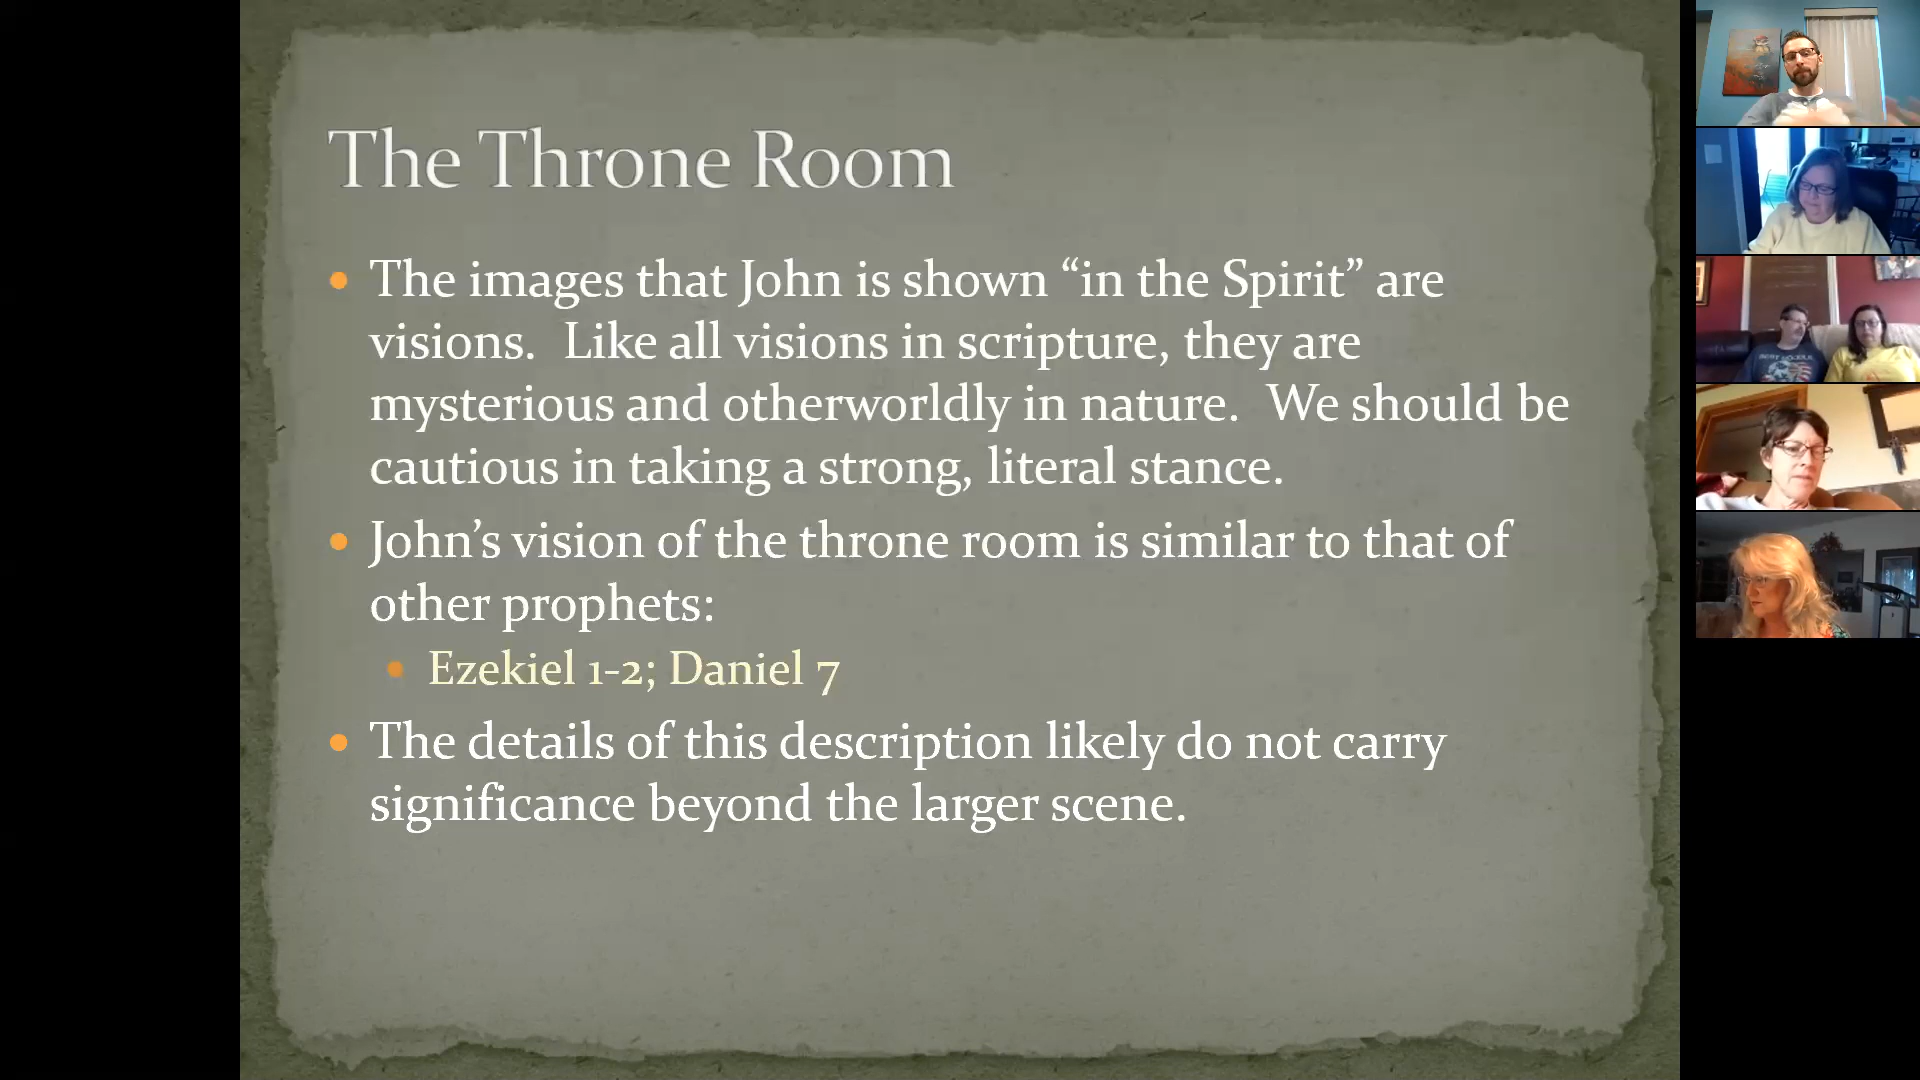 The Throne Room
The images that John is shown “in the Spirit” are
visions.  Like all visions in scripture, they are
mysterious and otherworldly in nature.  We should be
cautious in taking a strong, literal stance.
John’s vision of the throne room is similar to that of
other prophets:
Ezekiel 1-2; Daniel 7
The details of this description likely do not carry
significance beyond the larger scene.